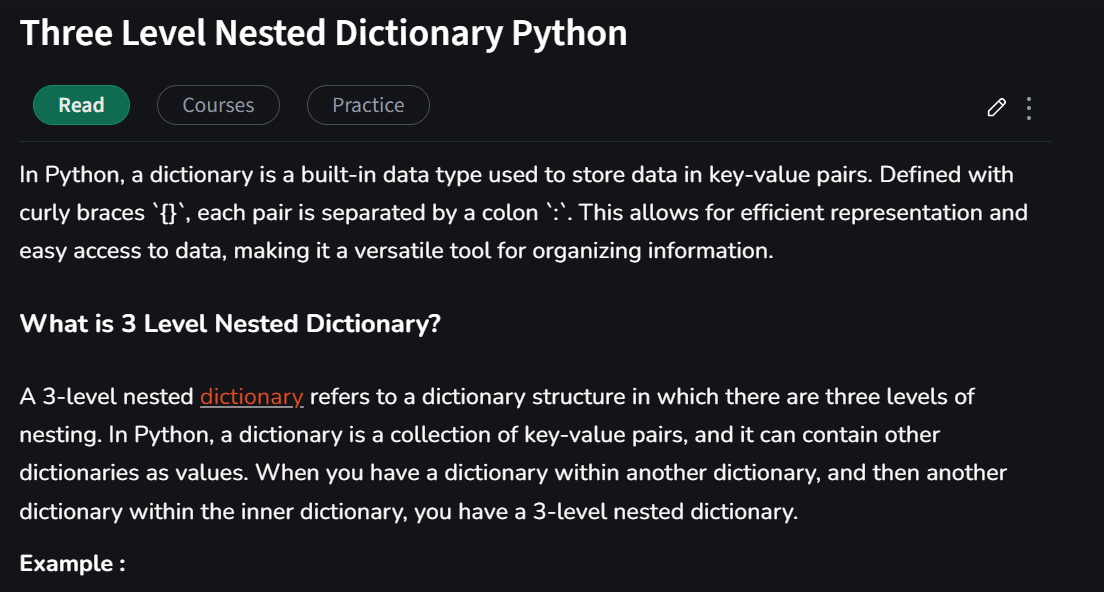 Three Level Nested Dictionary Python
Read
Courses
Practice
In Python, a dictionary is a built-in data type used to store data in key-value pairs. Defined with
curly braces `{}`, each pair is separated by a colon `:`. This allows for efficient representation and
easy access to data, making it a versatile tool for organizing information.
What is 3 Level Nested Dictionary?
A 3-level nested dictionary refers to a dictionary structure in which there are three levels of
nesting. In Python, a dictionary is a collection of key-value pairs, and it can contain other
dictionaries as values. When you have a dictionary within another dictionary, and then another
dictionary within the inner dictionary, you have a 3-level nested dictionary.
Example :